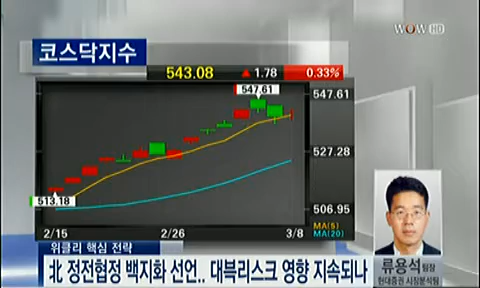 WOW HD
코스닥지수
543.08 ▲ 1.78 0.33%
547.61
547.61
527.28
513.18
506.95
2/15 2/26 3/8
MA(5)
MA(20)
위클리 핵심 전략
北 정전협정 백지화 선언.. 대북리스크 영향 지속되나
류용석 팀장
현대증권 시장분석팀